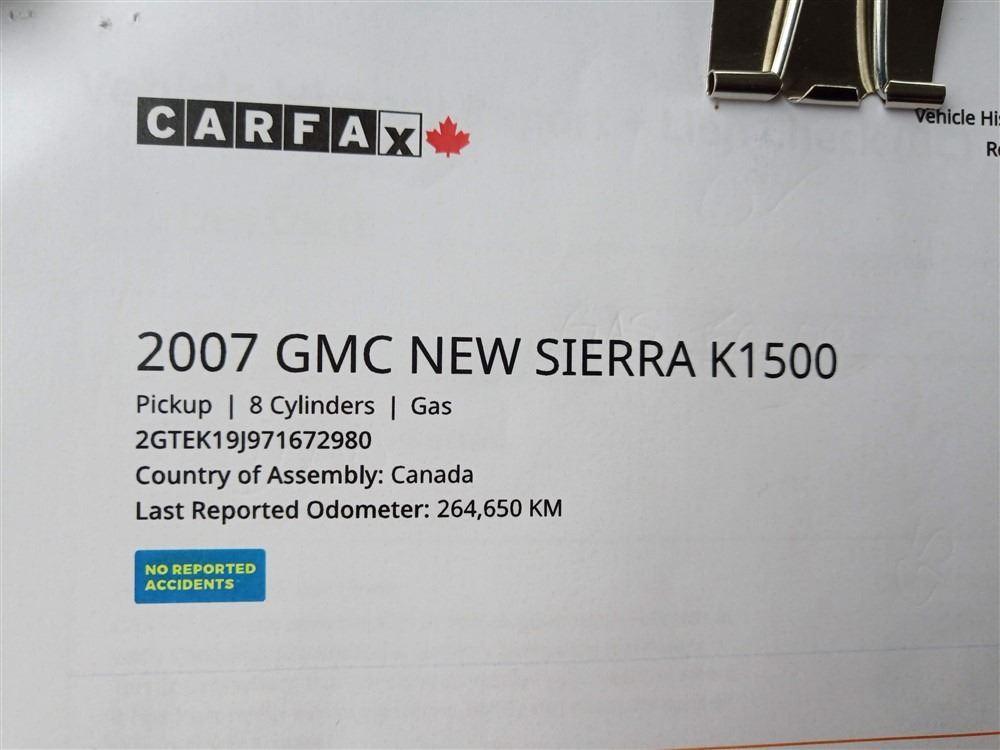 CARFAX
Vehicle His
Re
2007 GMC NEW SIERRA K1500
Pickup | 8 Cylinders | Gas
2GTEK19J971672980
Country of Assembly: Canada
Last Reported Odometer: 264,650 KM
NO REPORTED
ACCIDENTS